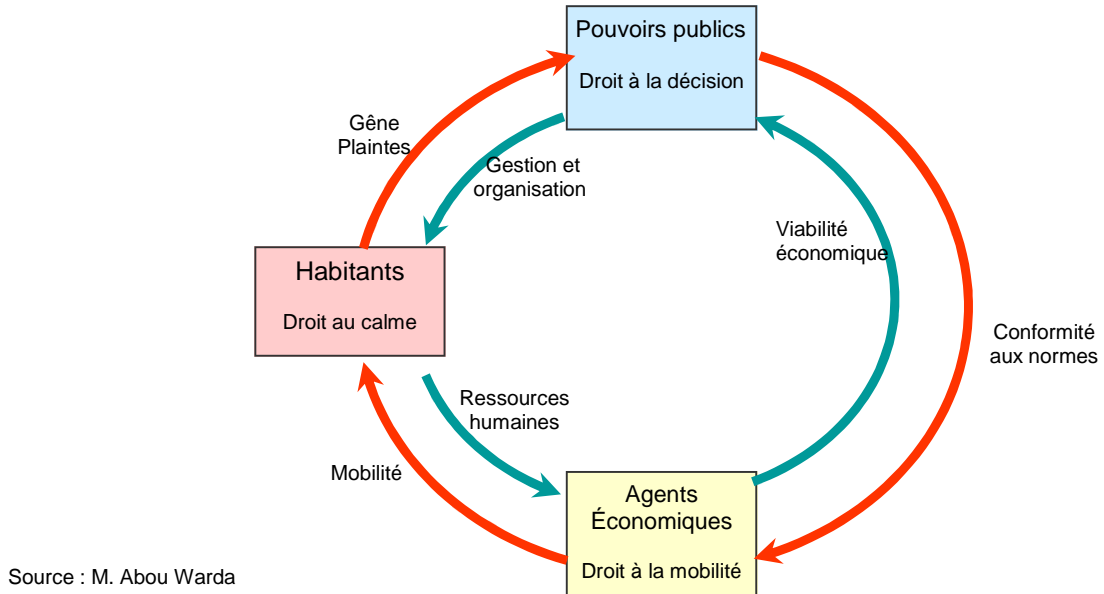 Pouvoirs publics
Droit à la décision
Gêne
Plaintes
Gestion et
organisation
Viabilité
économique
Habitants
Droit au calme
Conformité
aux normes
Ressources
humaines
Mobilité
Agents
Économiques
Droit à la mobilité
Source : M. Abou Warda